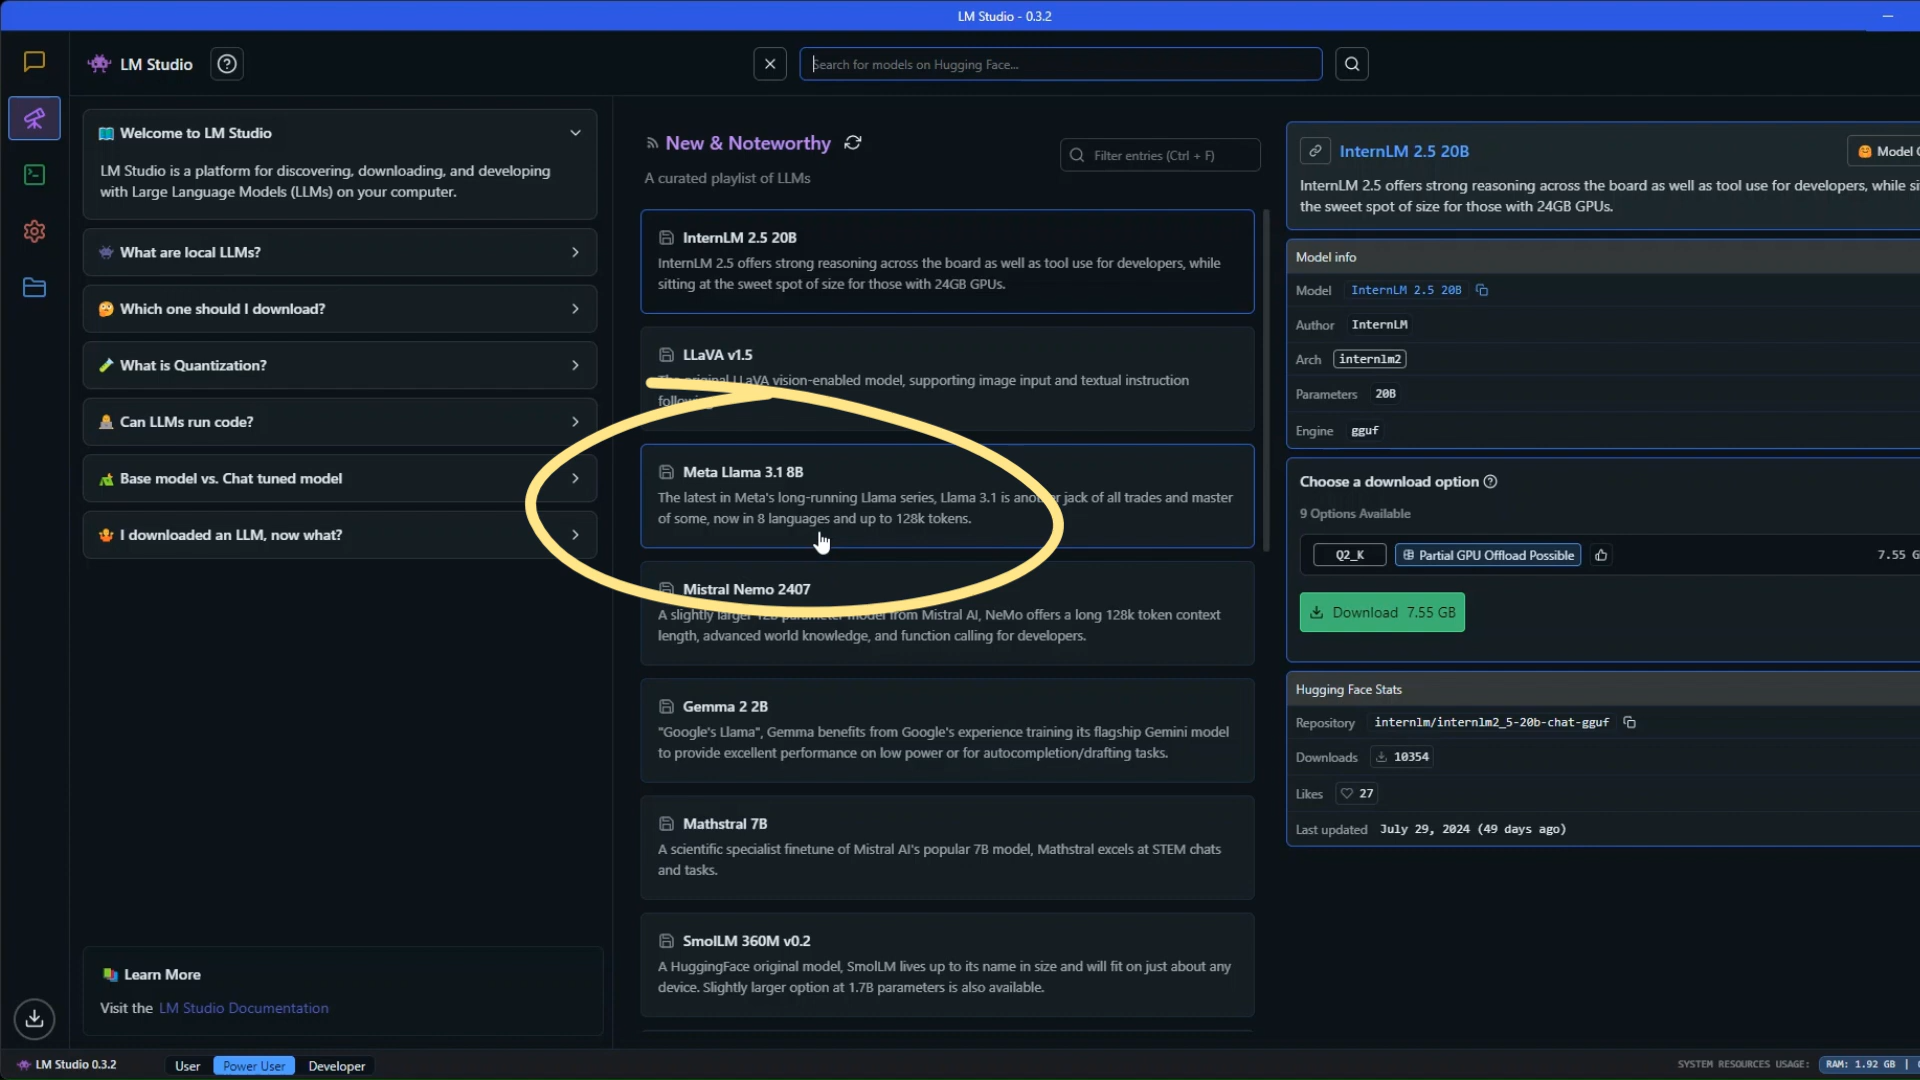 LM Studio - 0.3.2
LM Studio
Search for models on Hugging Face...
Welcome to LM Studio
LM Studio is a platform for discovering, downloading, and developing
with Large Language Models (LLMs) on your computer.
What are local LLMs?
Which one should I download?
What is Quantization?
Can LLMs run code?
Base model vs. Chat tuned model
I downloaded an LLM, now what?
Learn More
Visit the LM Studio Documentation
New & Noteworthy
A curated playlist of LLMs
Filter entries (Ctrl + F)
InternLM 2.5 20B
InternLM 2.5 offers strong reasoning across the board as well as tool use for developers, while
sitting at the sweet spot of size for those with 24GB GPUs.
LLaVA v1.5
The original LLaVA vision-enabled model, supporting image input and textual instruction
following.
Meta Llama 3.1 8B
The latest in Meta's long-running Llama series, Llama 3.1 is another jack of all trades and master
of some, now in 8 languages and up to 128k tokens.
Mistral Nemo 2407
A slightly larger 12B parameter model from Mistral AI, NeMo offers a long 128k token context
length, advanced world knowledge, and function calling for developers.
Gemma 2 2B
"Google's Llama", Gemma benefits from Google's experience training its flagship Gemini model
to provide excellent performance on low power or for autocompletion/drafting tasks.
Mathstral 7B
A scientific specialist finetune of Mistral AI's popular 7B model, Mathstral excels at STEM chats
and tasks.
SmolLM 360M v0.2
A HuggingFace original model, SmolLM lives up to its name in size and will fit on just about any
device. Slightly larger option at 1.7B parameters is also available.
InternLM 2.5 20B
Model
InternLM 2.5 offers strong reasoning across the board as well as tool use for developers, while
the sweet spot of size for those with 24GB GPUs.
Model info
Model InternLM 2.5 20B
Author InternLM
Arch internlm2
Parameters 20B
Engine gguf
Choose a download option
9 Options Available
Q2_K Partial GPU Offload Possible 7.55
Download 7.55 GB
Hugging Face Stats
Repository internlm/internlm2_5-20b-chat-gguf
Downloads 10354
Likes 27
Last updated July 29, 2024 (49 days ago)
LM Studio 0.3.2 User Power User Developer
SYSTEM RESOURCES USAGE: RAM: 1.92 GB |